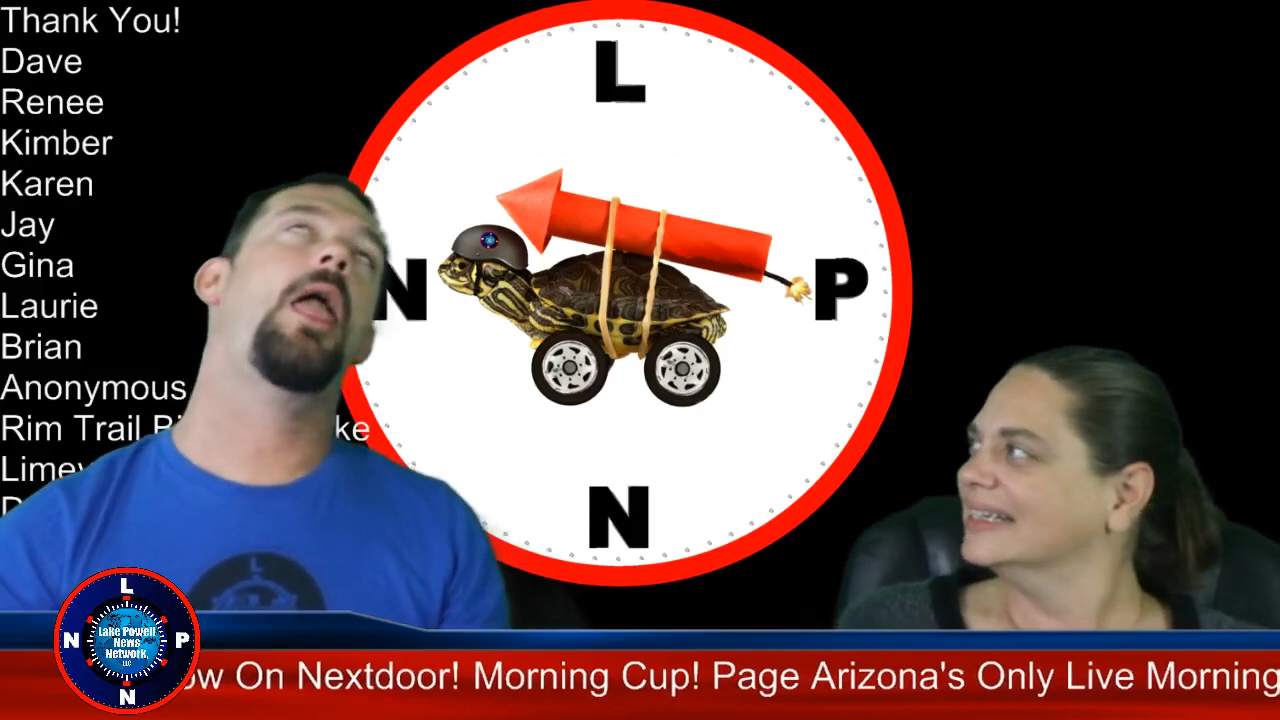 Thank You!
Dave
Renee
Kimber
Karen
Jay
Gina
Laurie
Brian
Anonymous
Rim Trail
L
N
P
N
L
L
N
P
N
Lake Powell
News
Network
LLC
On Nextdoor! Morning Cup! Page Arizona's Only Live Morning